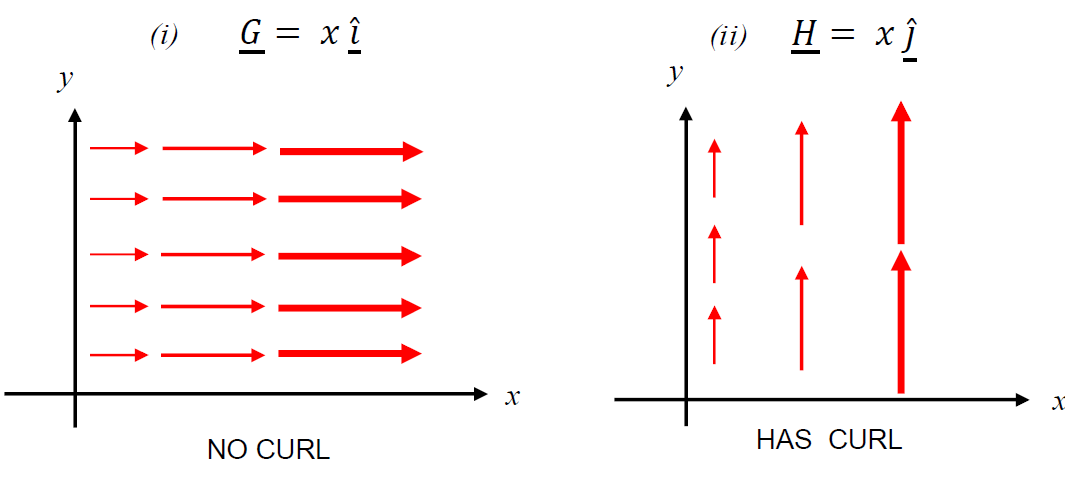 (i) G = x î
(ii) H = x ĵ
y
y
x
x
NO CURL
HAS CURL